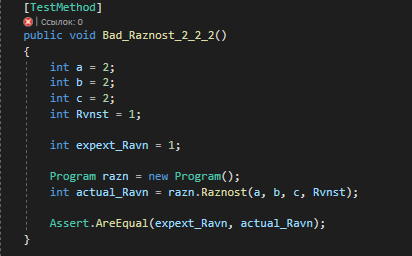 [TestMethod]
| Ссылок: 0
public void Bad_Raznost_2_2_2()
{
int a = 2;
int b = 2;
int c = 2;
int Rvnst = 1;
int expext_Ravn = 1;
Program razn = new Program();
int actual_Ravn = razn.Raznost(a, b, c, Rvnst);
Assert.AreEqual(expext_Ravn, actual_Ravn);
}